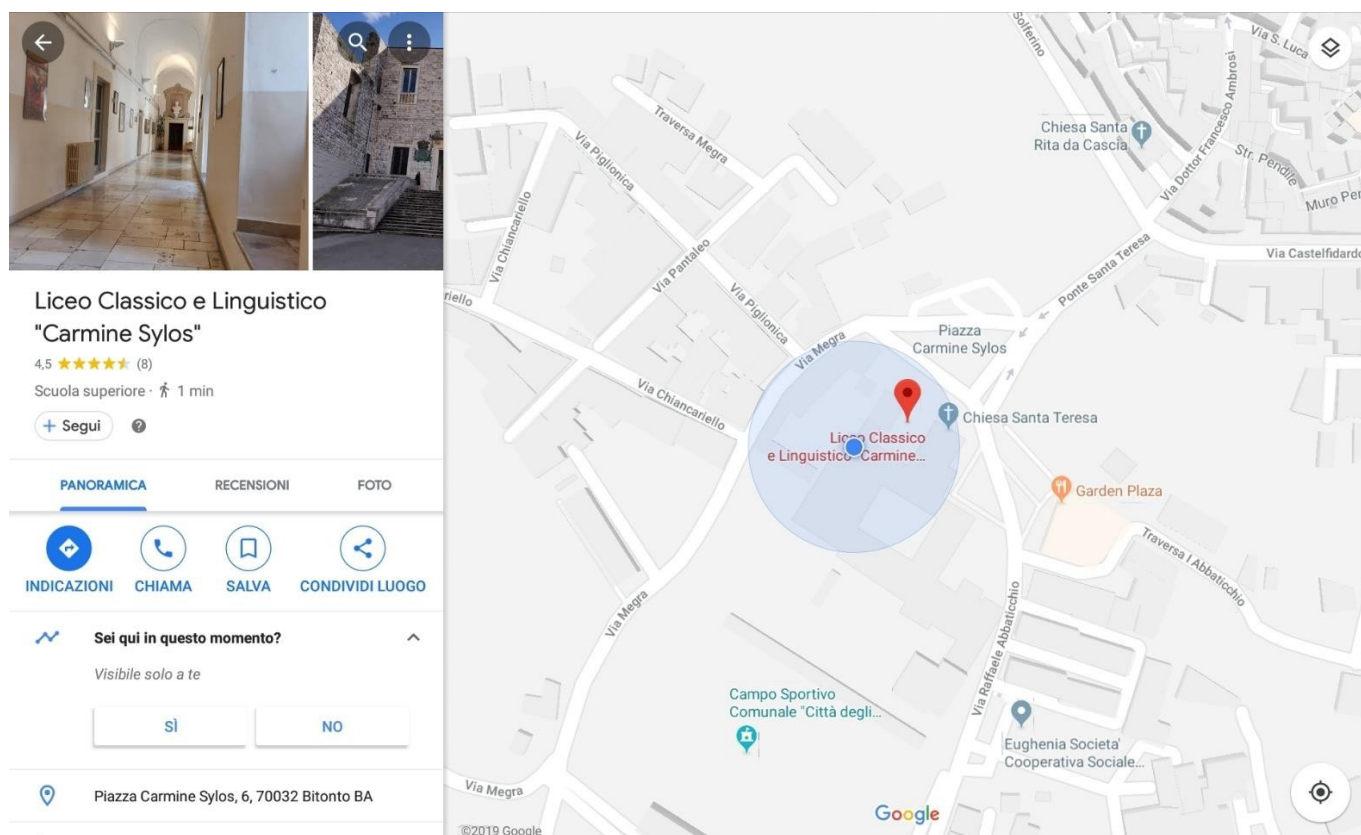 Liceo Classico e Linguistico
"Carmine Sylos"
4,5 (8)
Scuola superiore · 1 min
+ Segui
PANORAMICA RECENSIONI FOTO
INDICAZIONI CHIAMA SALVA CONDIVIDI LUOGO
Sei qui in questo momento?
Visibile solo a te
SÌ NO
Piazza Carmine Sylos, 6, 70032 Bitonto BA
Solferino
Via S. Luca
Via Dottor Francesco Ambrosi
Chiesa Santa
Rita da Cascia
Str. Pendile
Muro Per
Via Castelfidardo
Ponte Santa Teresa
Traversa Megra
Via Piglionica
Via Chiancariello
Via Pantaleo
riello
Via Piglionica
Via Megra
Piazza
Carmine Sylos
Via Chiancariello
Chiesa Santa Teresa
Liceo Classico
e Linguistico "Carmine...
Garden Plaza
Traversa I Abbaticchio
Via Megra
Via Raffaele Abbaticchio
Campo Sportivo
Comunale "Città degli...
Eughenia Societa'
Cooperativa Sociale...
Via Megra
Google
©2019 Google